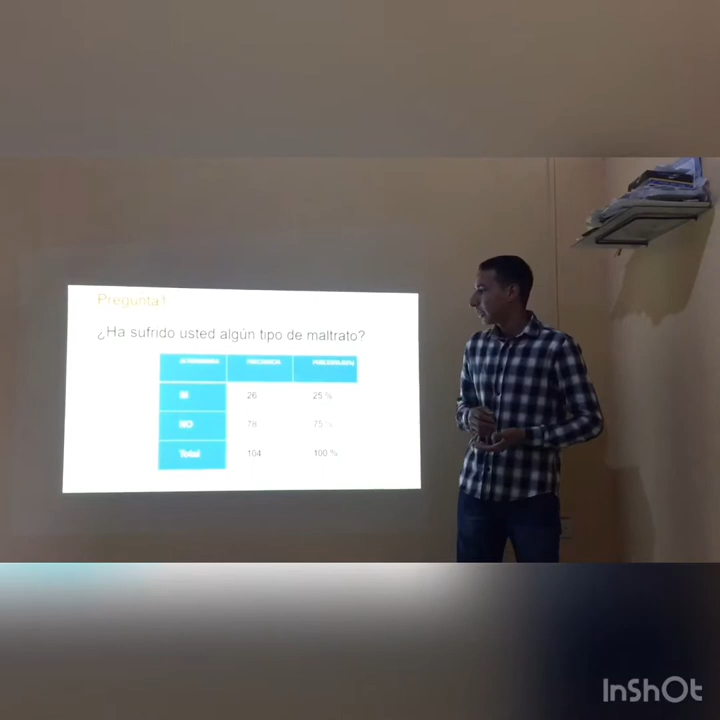 Pregunta1
¿Ha sufrido usted algún tipo de maltrato?
SI 26 25 %
NO 78 75 %
Total 104 100 %
InShOt